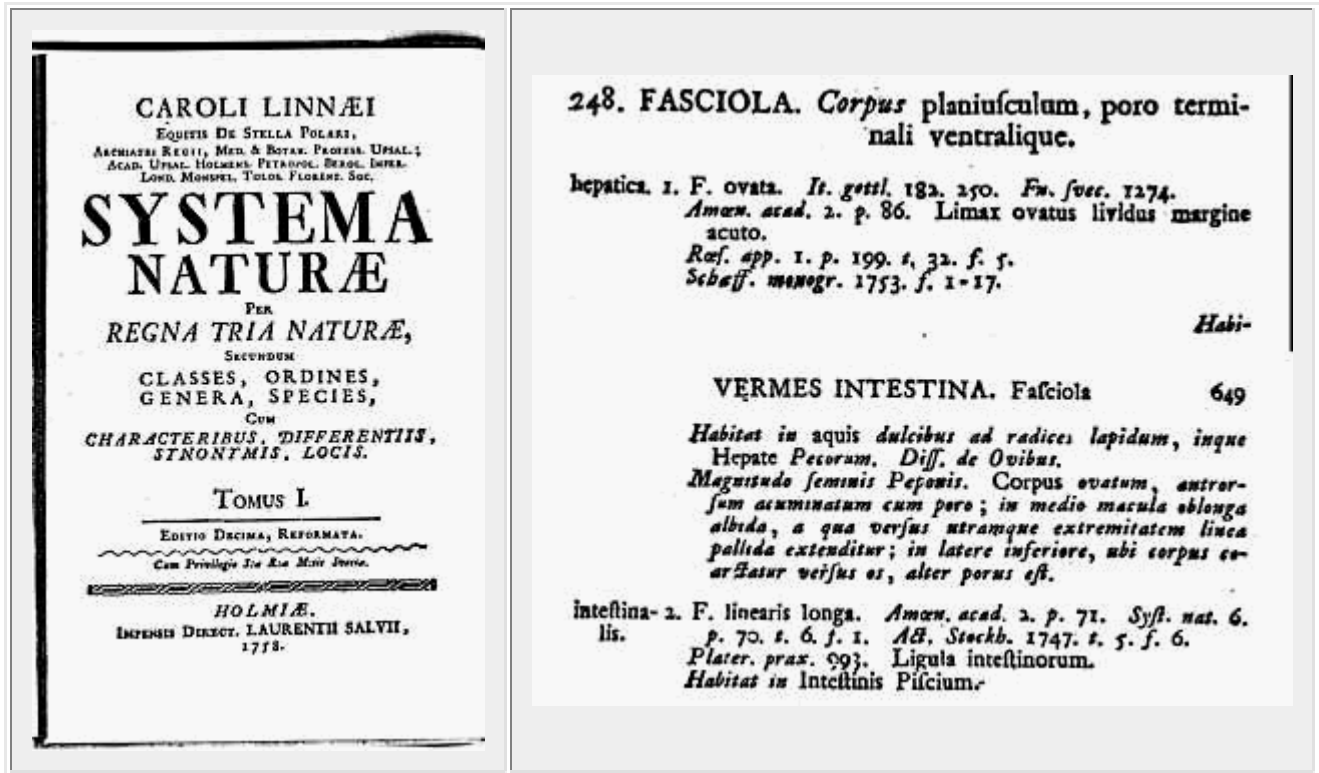 CAROLI LINNÆI
EQUITIS DE STELLA POLARI,
ARCHIATRI REGII, MED. & BOTAN. PROFESS. UPSAL.;
ACAD. UPSAL. HOLMENS. PETROPOL. BEROL. IMPER.
LOND. MONSPEL. TOLOS. FLORENT. SOC.
SYSTEMA
NATURÆ
PER
REGNA TRIA NATURÆ,
SECUNDUM
CLASSES, ORDINES,
GENERA, SPECIES,
CUM
CHARACTERIBUS, DIFFERENTIIS,
SYNONYMIS, LOCIS.
TOMUS I.
EDITIO DECIMA, REFORMATA.
Cum Privilegio S:æ R:æ M:tis Sveciæ.
HOLMIÆ,
IMPENSIS DIRECT. LAURENTII SALVII,
1758.
248. FASCIOLA. Corpus planiuſculum, poro termi-
nali ventralique.
hepatica. 1. F. ovata. It. gottl. 182. 250. Fn. ſvec. 1274.
Amœn. acad. 2. p. 86. Limax ovatus lividus margine
acuto.
Rœſ. app. 1. p. 199. t. 32. f. 5.
Schæff. monogr. 1753. f. 1-17.
Habi-
VERMES INTESTINA. Faſciola 649
Habitat in aquis dulcibus ad radices lapidum, inque
Hepate Pecorum. Diſſ. de Ovibus.
Magnitudo ſeminis Peponis. Corpus ovatum, antror-
ſum acuminatum cum poro; in medio macula oblonga
albida, a qua verſus utramque extremitatem linea
pallida extenditur; in latere inferiore, ubi corpus co-
arctatur verſus os, alter porus eſt.
inteſtina- 2. F. linearis longa. Amœn. acad. 2. p. 71. Syſt. nat. 6.
lis. p. 70. t. 6. f. 1. Act. Stockh. 1747. t. 5. f. 6.
Plater. prax. 993. Ligula inteſtinorum.
Habitat in Inteſtinis Piſcium.